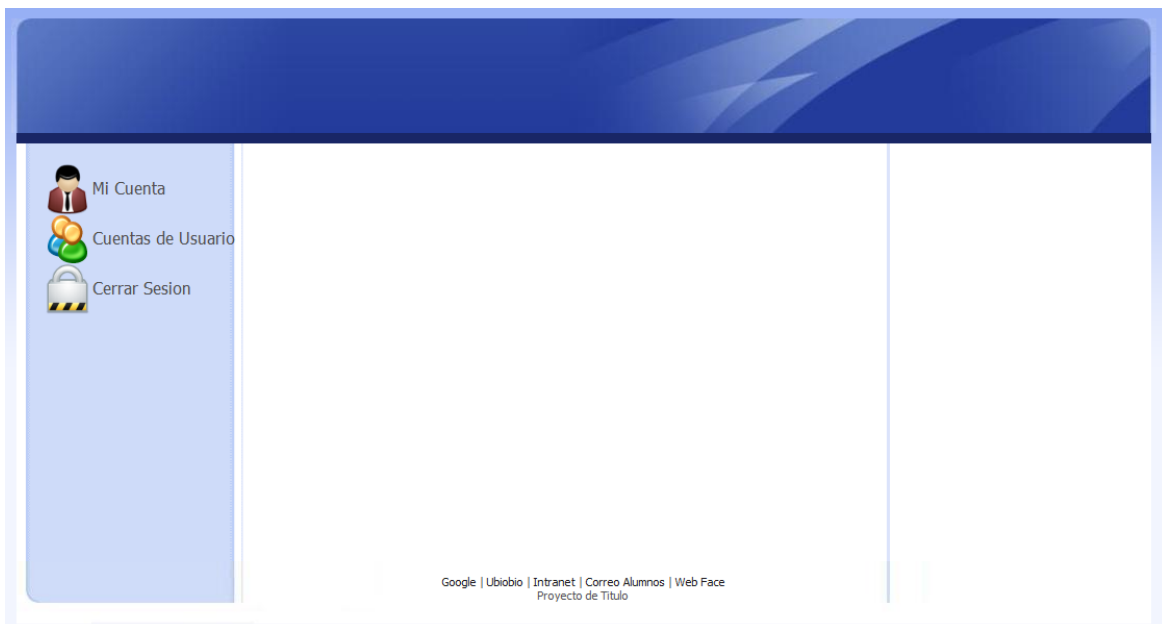 Mi Cuenta
Cuentas de Usuario
Cerrar Sesion
Google | Ubiobio | Intranet | Correo Alumnos | Web Face
Proyecto de Titulo